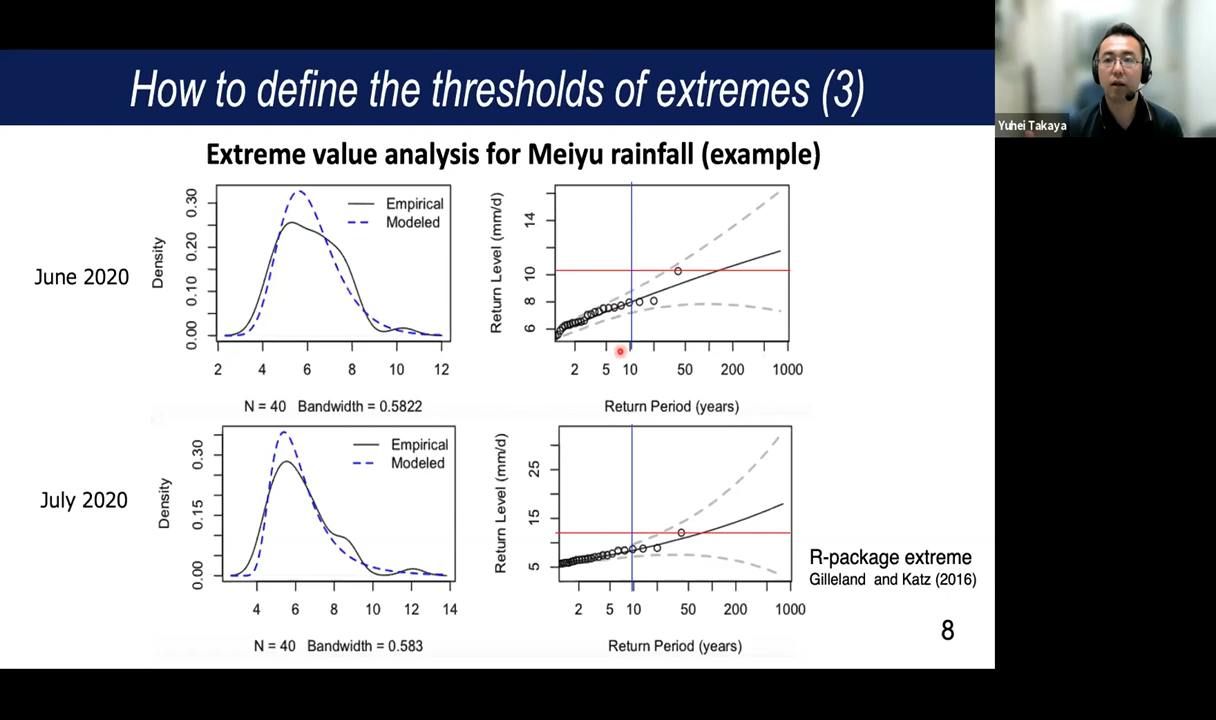 How to define the thresholds of extremes (3)
Yuhei Takaya
Extreme value analysis for Meiyu rainfall (example)
June 2020
Density
0.00 0.10 0.20 0.30
Empirical
Modeled
2 4 6 8 10 12
N = 40 Bandwidth = 0.5822
Return Level (mm/d)
6 8 10 14
2 5 10 50 200 1000
Return Period (years)
July 2020
Density
0.00 0.15 0.30
Empirical
Modeled
4 6 8 10 12 14
N = 40 Bandwidth = 0.583
Return Level (mm/d)
5 15 25
2 5 10 50 200 1000
Return Period (years)
R-package extreme
Gilleland and Katz (2016)
8